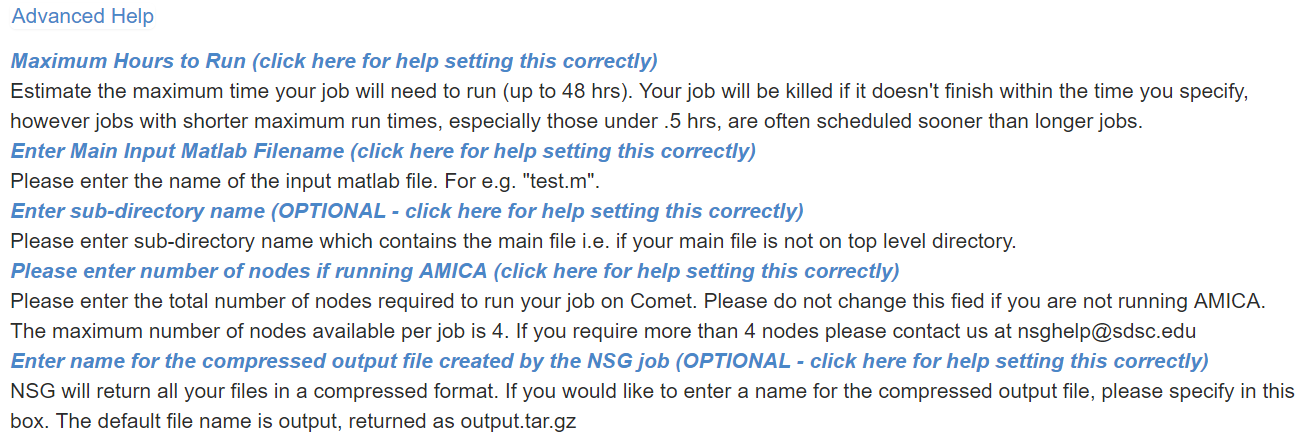 Advanced Help
Maximum Hours to Run (click here for help setting this correctly)
Estimate the maximum time your job will need to run (up to 48 hrs). Your job will be killed if it doesn't finish within the time you specify,
however jobs with shorter maximum run times, especially those under .5 hrs, are often scheduled sooner than longer jobs.
Enter Main Input Matlab Filename (click here for help setting this correctly)
Please enter the name of the input matlab file. For e.g. "test.m".
Enter sub-directory name (OPTIONAL - click here for help setting this correctly)
Please enter sub-directory name which contains the main file i.e. if your main file is not on top level directory.
Please enter number of nodes if running AMICA (click here for help setting this correctly)
Please enter the total number of nodes required to run your job on Comet. Please do not change this fied if you are not running AMICA.
The maximum number of nodes available per job is 4. If you require more than 4 nodes please contact us at nsghelp@sdsc.edu
Enter name for the compressed output file created by the NSG job (OPTIONAL - click here for help setting this correctly)
NSG will return all your files in a compressed format. If you would like to enter a name for the compressed output file, please specify in this
box. The default file name is output, returned as output.tar.gz